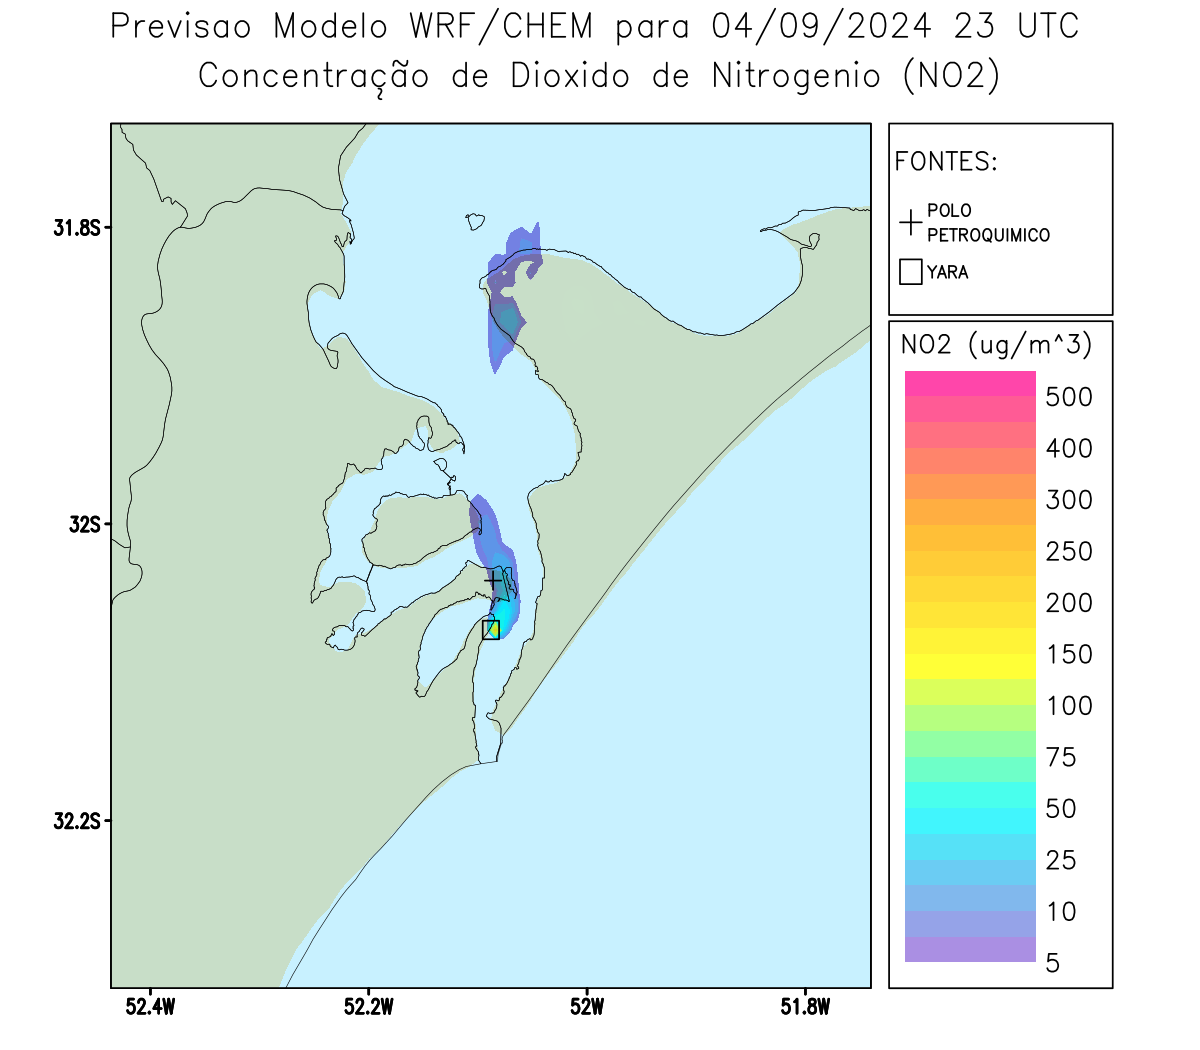 Previsao Modelo WRF/CHEM para 04/09/2024 23 UTC
Concentração de Dioxido de Nitrogenio (NO2)
FONTES:
POLO
PETROQUIMICO
YARA
NO2 (ug/m^3)
500
400
300
250
200
150
100
75
50
25
10
5
31.8S
32S
32.2S
52.4W
52.2W
52W
51.8W